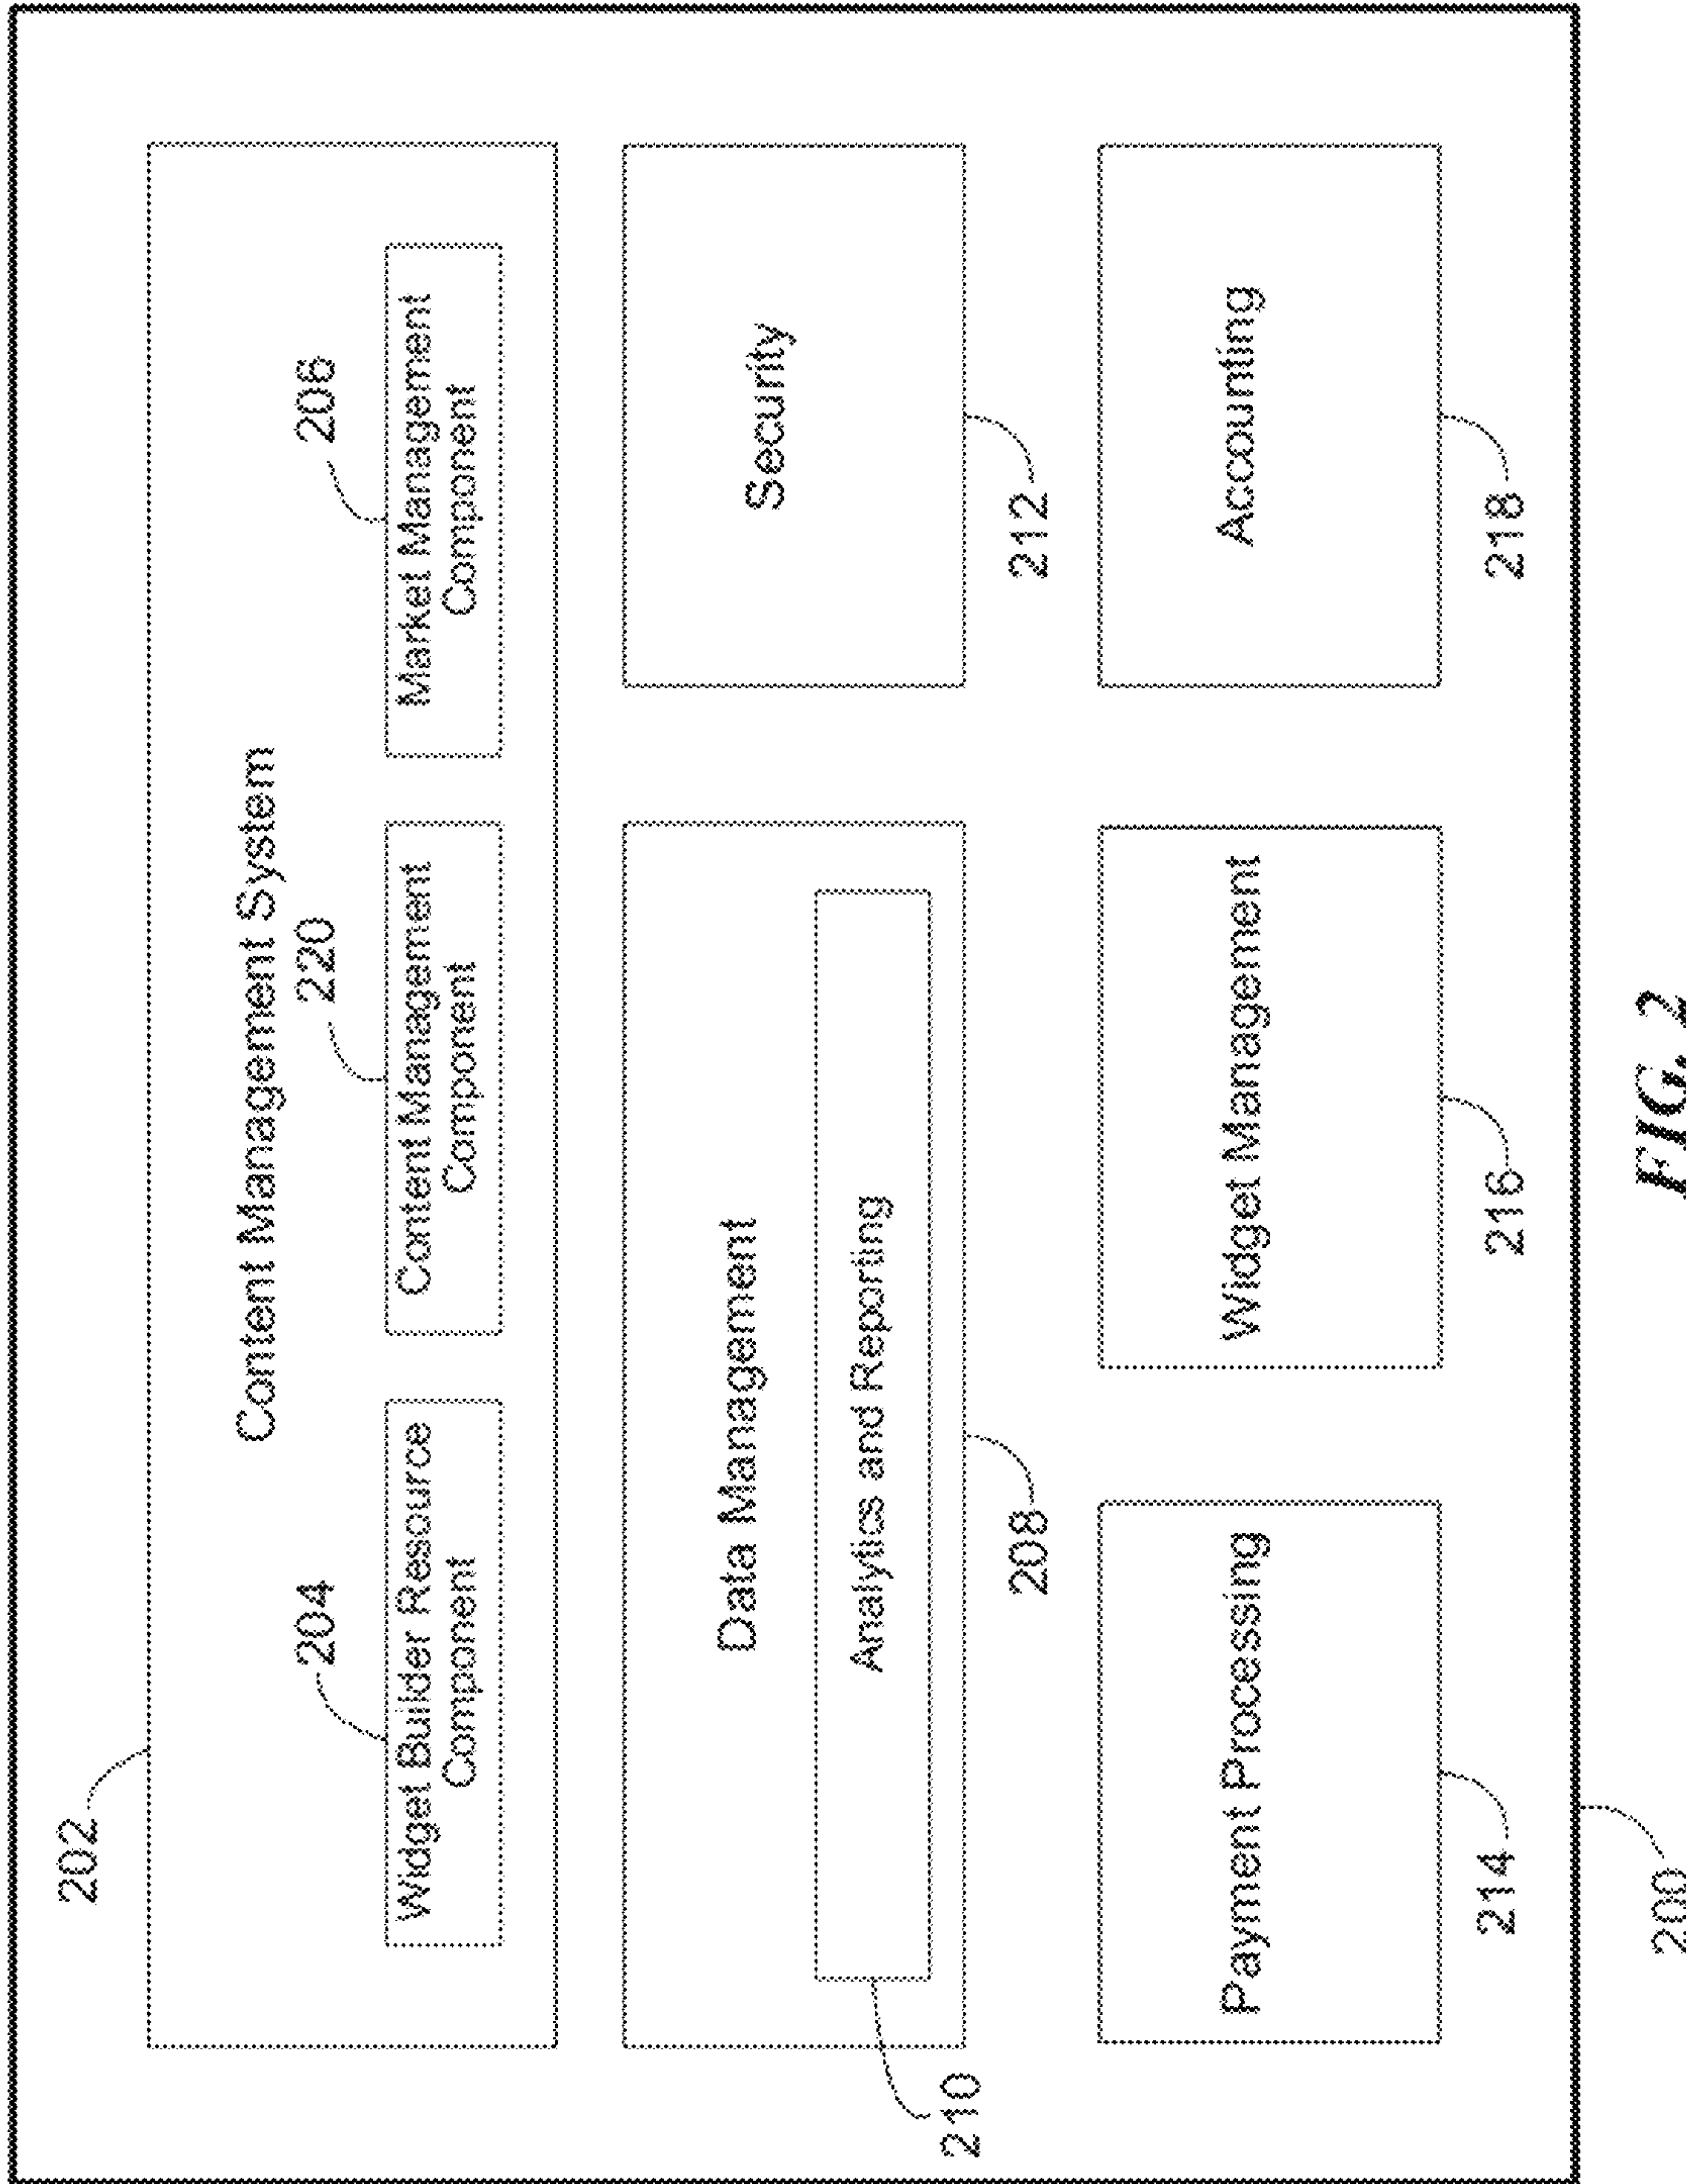 202
Content Management System
204
220
206
Widget Builder Resource
Component
Content Management
Component
Market Management
Component
Data Management
Analytics and Reporting
210
208
Security
212
Payment Processing
214
Widget Management
216
Accounting
218
200
FIG. 2